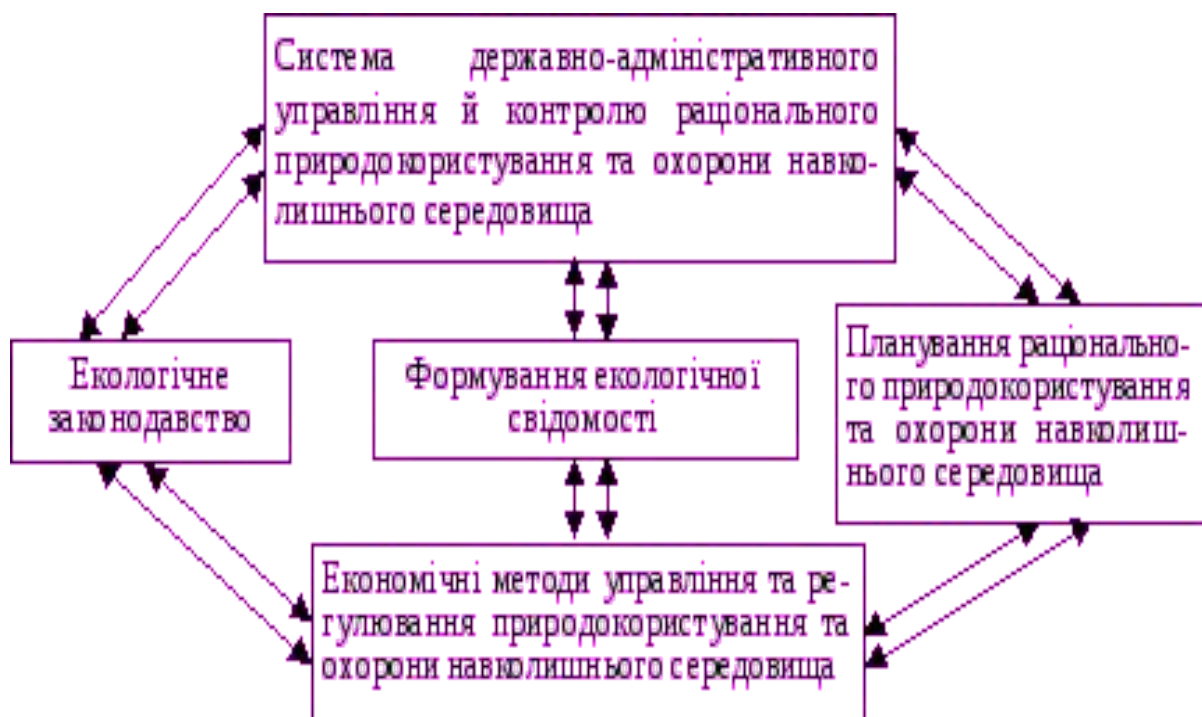 Система державно-адміністративного
управління й контролю раціонального
природокористування та охорони навко-
лишнього середовища
Екологічне
законодавство
Формування екологічної
свідомості
Планування раціонально-
го природокористування
та охорони навколиш-
нього середовища
Економічні методи управління та ре-
гулювання природокористування та
охорони навколишнього середовища